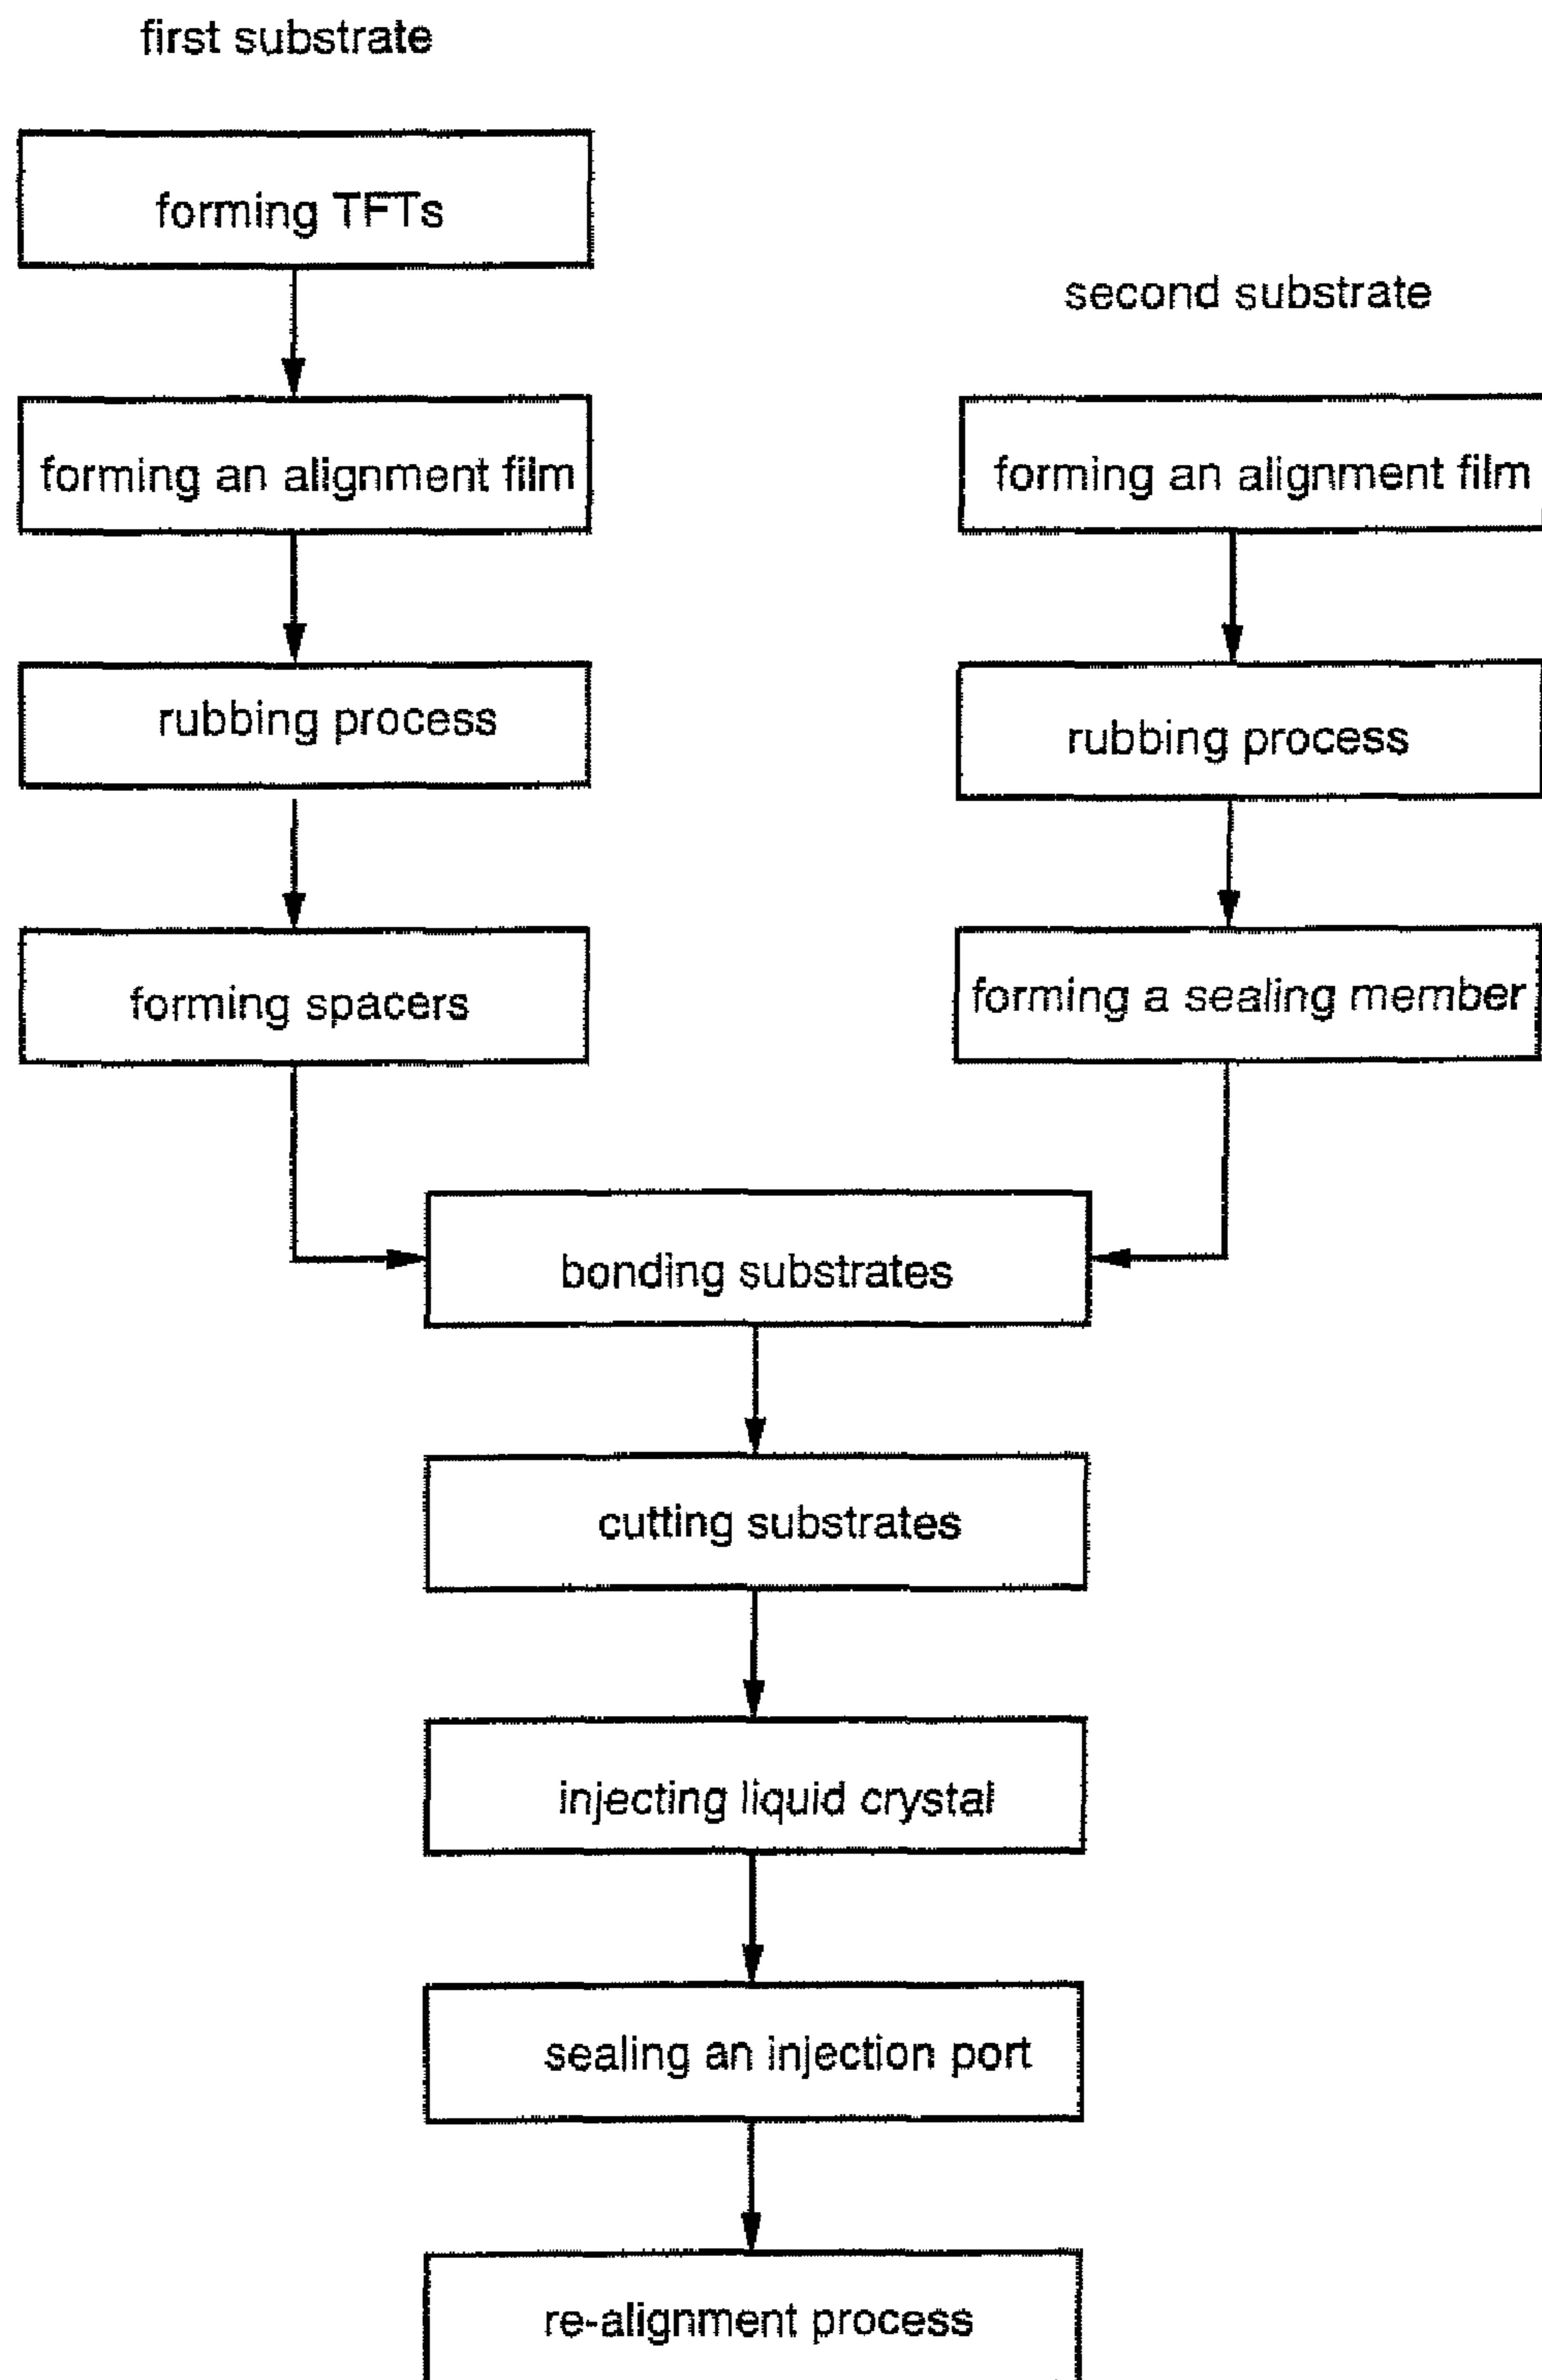 first substrate
forming TFTs
forming an alignment film
rubbing process
forming spacers
second substrate
forming an alignment film
rubbing process
forming a sealing member
bonding substrates
cutting substrates
injecting liquid crystal
sealing an injection port
re-alignment process